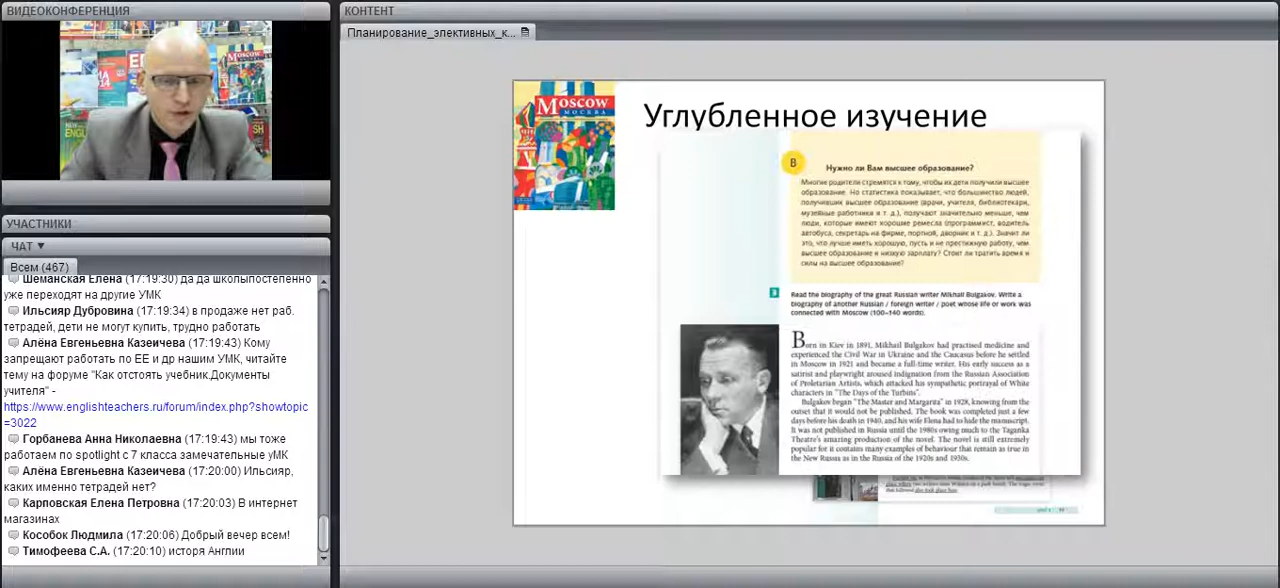 ВИДЕОКОНФЕРЕНЦИЯ
УЧАСТНИКИ
ЧАТ ▼
Всем (467)
Шеманская Елена (17:19:30) да да школыпостепенно
уже переходят на другие УМК
Ильсияр Дубровина (17:19:34) в продаже нет раб.
тетрадей, дети не могут купить, трудно работать
Алёна Евгеньевна Казеичева (17:19:43) Кому
запрещают работать по ЕЕ и др нашим УМК, читайте
тему на форуме "Как отстоять учебник.Документы
учителя" -
https://www.englishteachers.ru/forum/index.php?showtopic
=3022
Горбанева Анна Николаевна (17:19:43) мы тоже
работаем по spotlight с 7 класса.замечательные уМК
Алёна Евгеньевна Казеичева (17:20:00) Ильсияр,
каких именно тетрадей нет?
Карповская Елена Петровна (17:20:03) В интернет
магазинах
Кособок Людмила (17:20:06) Добрый вечер всем!
Тимофеева С.А. (17:20:10) исторя Англии
КОНТЕНТ
Планирование_элективных_к...
MOSCOW
МОСКВА
Углубленное изучение
B
Нужно ли Вам высшее образование?
Многие родители стремятся к тому, чтобы их дети получили высшее
образование. Но статистика показывает, что большинство людей,
получивших высшее образование (врачи, учителя, библиотекари,
музейные работники и т. д.), получают значительно меньше, чем
люди, которые имеют хорошие ремесла (программист, водитель
автобуса, секретарь на фирме, портной, дворник и т. д.). Значит ли
это, что лучше иметь хорошую, пусть и не престижную работу, чем
высшее образование и низкую зарплату? Стоит ли тратить время и
силы на высшее образование?
3
Read the biography of the great Russian writer Mikhail Bulgakov. Write a
biography of another Russian / foreign writer / poet whose life or work was
connected with Moscow (100–140 words).
Born in Kiev in 1891, Mikhail Bulgakov had practised medicine and
experienced the Civil War in Ukraine and the Caucasus before he settled
in Moscow in 1921 and became a full-time writer. His early success as a
satirist and playwright aroused indignation from the Russian Association
of Proletarian Artists, which attacked his sympathetic portrayal of White
characters in "The Days of the Turbins".
Bulgakov began "The Master and Margarita" in 1928, knowing from the
outset that it would not be published. The book was completed just a few
days before his death in 1940, and his wife Elena had to hide the manuscript.
It was not published in Russia until the 1980s owing much to the Taganka
Theatre's amazing production of the novel. The novel is still extremely
popular for it contains many examples of behaviour that remain as true in
the New Russia as in the Russia of the 1920s and 1930s.